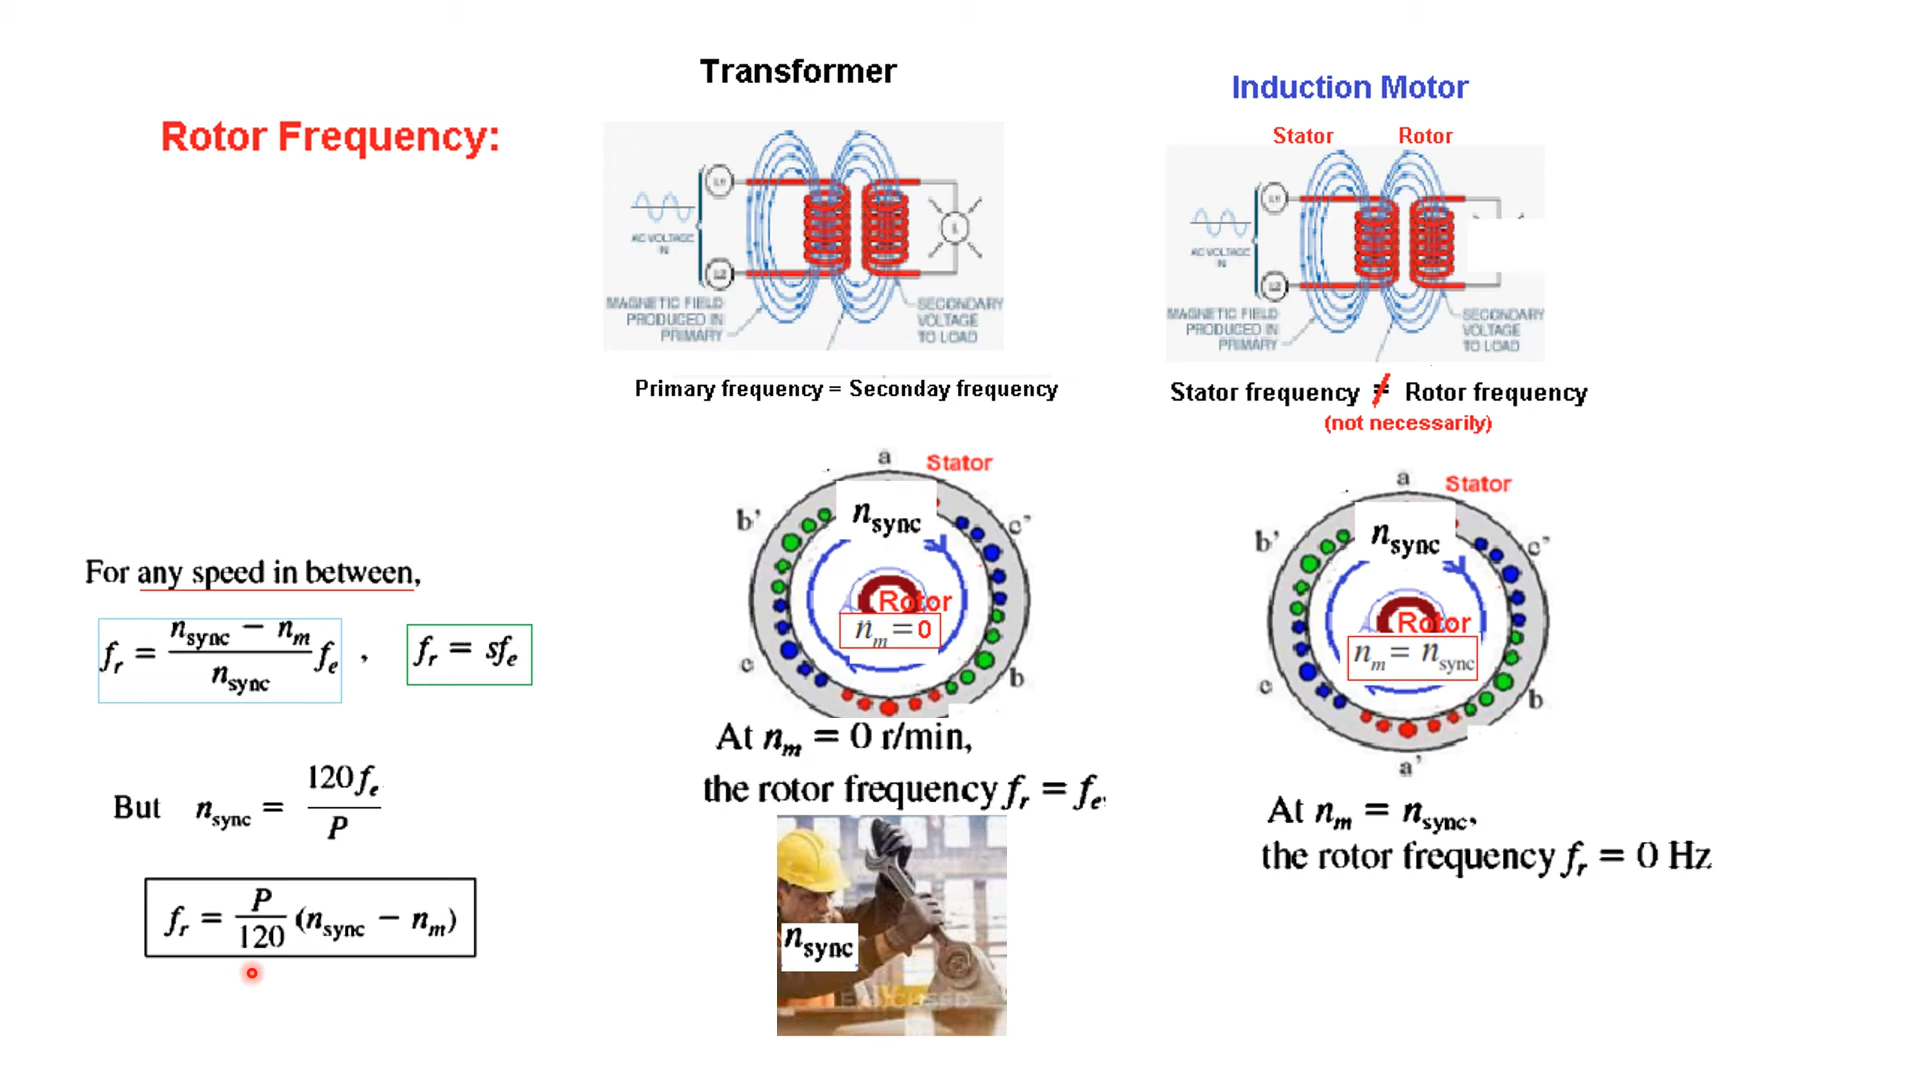 Transformer
Induction Motor
Rotor Frequency:
Stator Rotor
L1
AC VOLTAGE
IN
L2
MAGNETIC FIELD
PRODUCED IN
PRIMARY
SECONDARY
VOLTAGE
TO LOAD
L1
AC VOLTAGE
IN
L2
MAGNETIC FIELD
PRODUCED IN
PRIMARY
SECONDARY
VOLTAGE
TO LOAD
Primary frequency = Seconday frequency
Stator frequency ≠ Rotor frequency
(not necessarily)
a Stator
b' n_sync c'
Rotor
n_m = 0
c b
At n_m = 0 r/min,
the rotor frequency f_r = f_e,
n_sync
a Stator
b' n_sync c'
Rotor
n_m = n_sync
c b
a'
At n_m = n_sync,
the rotor frequency f_r = 0 Hz
For any speed in between,
f_r = (n_sync − n_m)/n_sync f_e , f_r = sf_e
But n_sync = 120f_e/P
f_r = P/120 (n_sync − n_m)